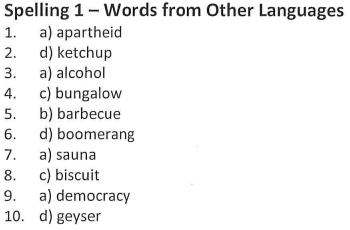 Spelling 1 – Words from Other Languages
1. a) apartheid
2. d) ketchup
3. a) alcohol
4. c) bungalow
5. b) barbecue
6. d) boomerang
7. a) sauna
8. c) biscuit
9. a) democracy
10. d) geyser